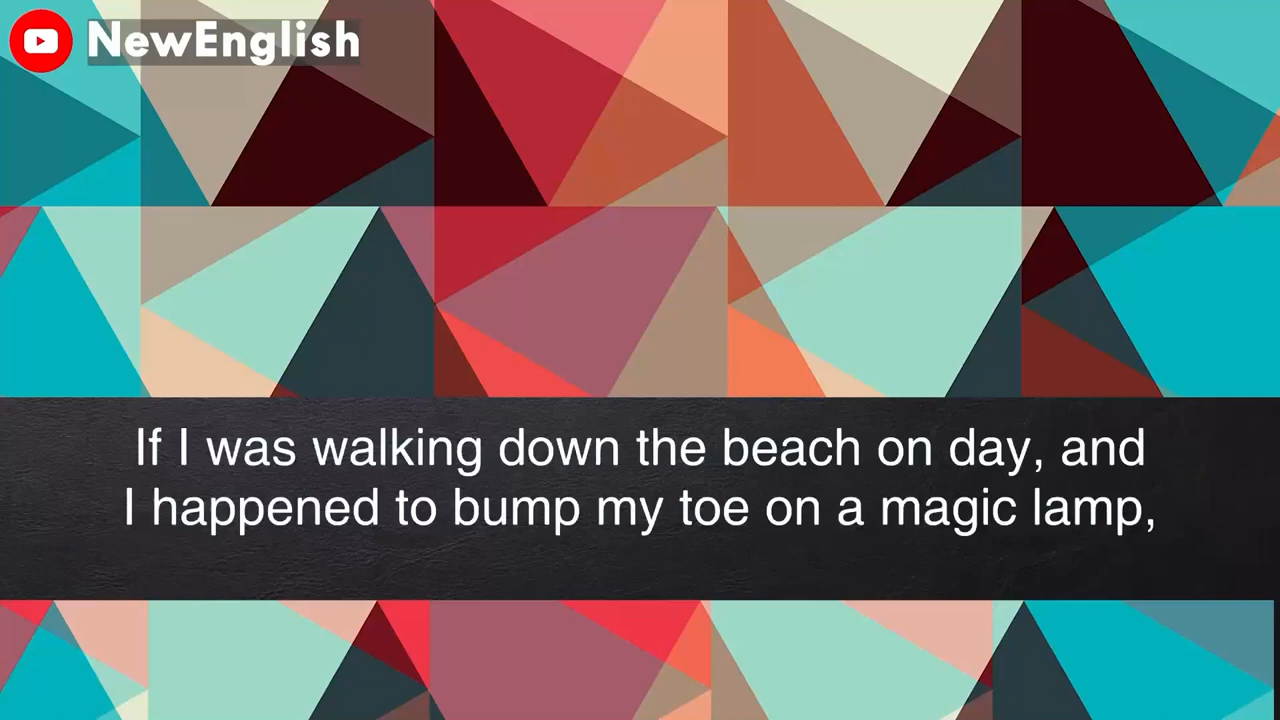 NewEnglish
If I was walking down the beach on day, and
I happened to bump my toe on a magic lamp,